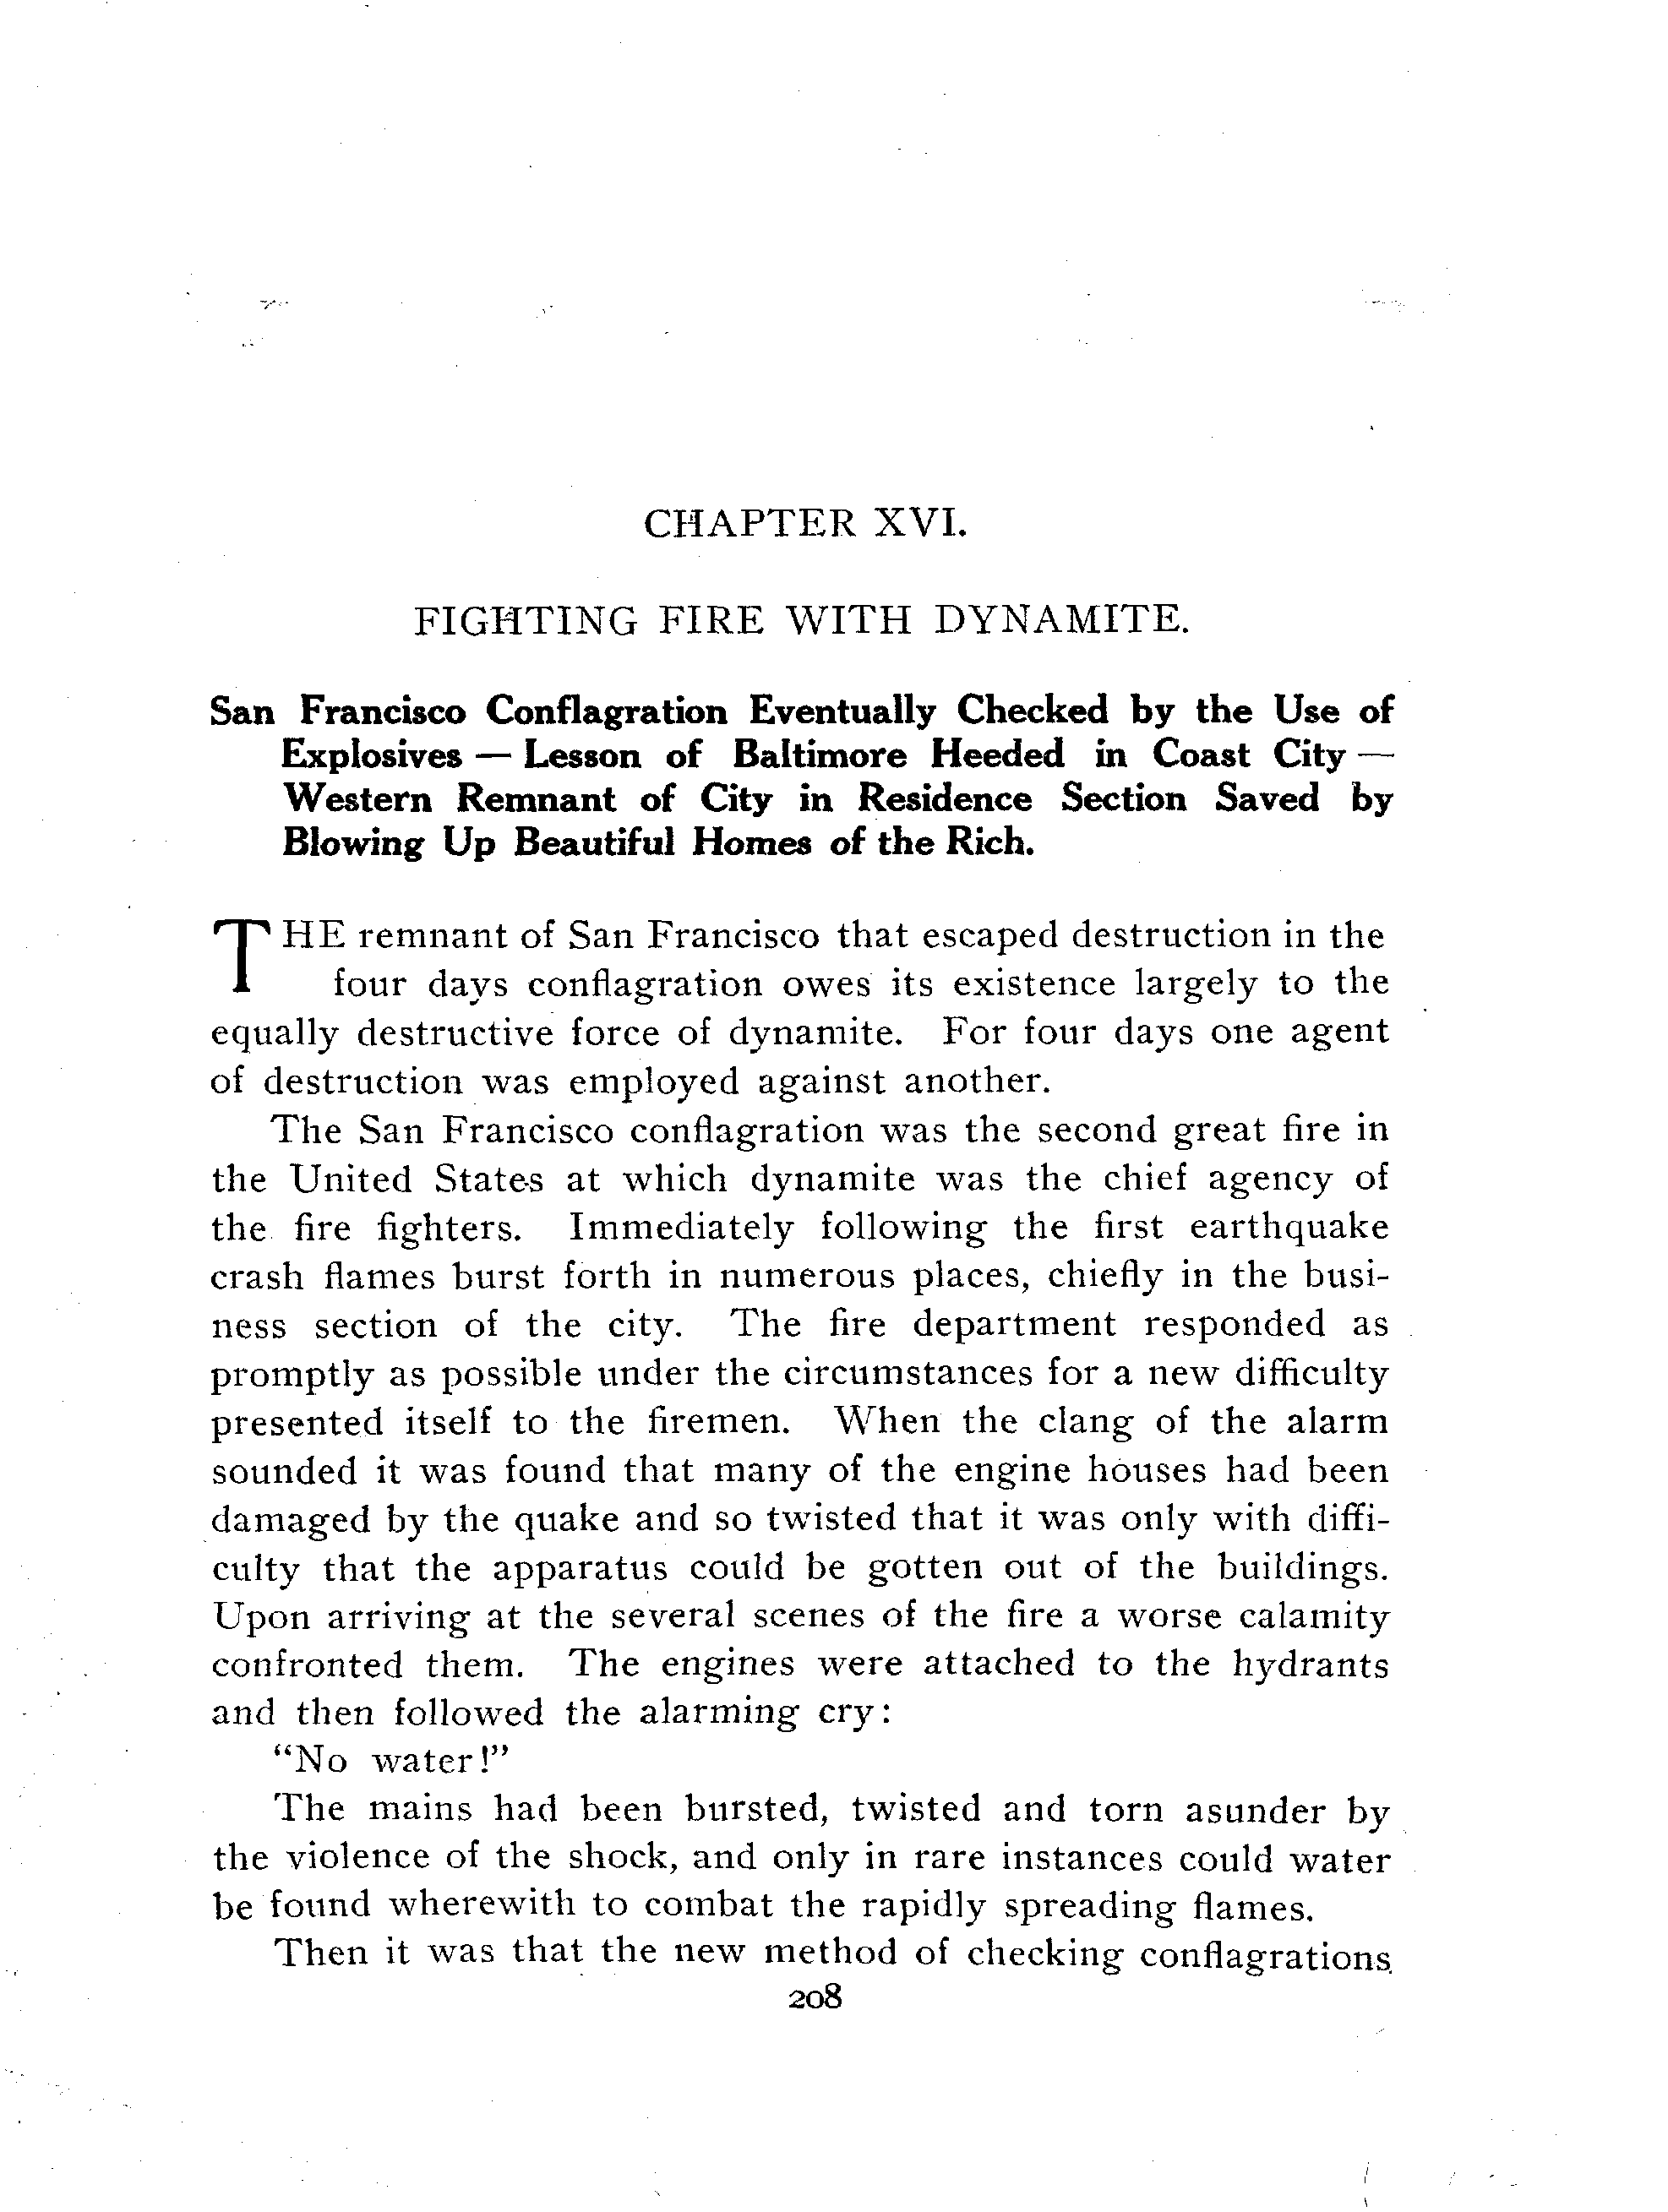 CHAPTER XVI.
FIGHTING FIRE WITH DYNAMITE.
San Francisco Conflagration Eventually Checked by the Use of
Explosives — Lesson of Baltimore Heeded in Coast City —
Western Remnant of City in Residence Section Saved by
Blowing Up Beautiful Homes of the Rich.
THE remnant of San Francisco that escaped destruction in the
four days conflagration owes its existence largely to the
equally destructive force of dynamite. For four days one agent
of destruction was employed against another.
The San Francisco conflagration was the second great fire in
the United States at which dynamite was the chief agency of
the fire fighters. Immediately following the first earthquake
crash flames burst forth in numerous places, chiefly in the busi-
ness section of the city. The fire department responded as
promptly as possible under the circumstances for a new difficulty
presented itself to the firemen. When the clang of the alarm
sounded it was found that many of the engine houses had been
damaged by the quake and so twisted that it was only with diffi-
culty that the apparatus could be gotten out of the buildings.
Upon arriving at the several scenes of the fire a worse calamity
confronted them. The engines were attached to the hydrants
and then followed the alarming cry:
“No water!”
The mains had been bursted, twisted and torn asunder by
the violence of the shock, and only in rare instances could water
be found wherewith to combat the rapidly spreading flames.
Then it was that the new method of checking conflagrations
208